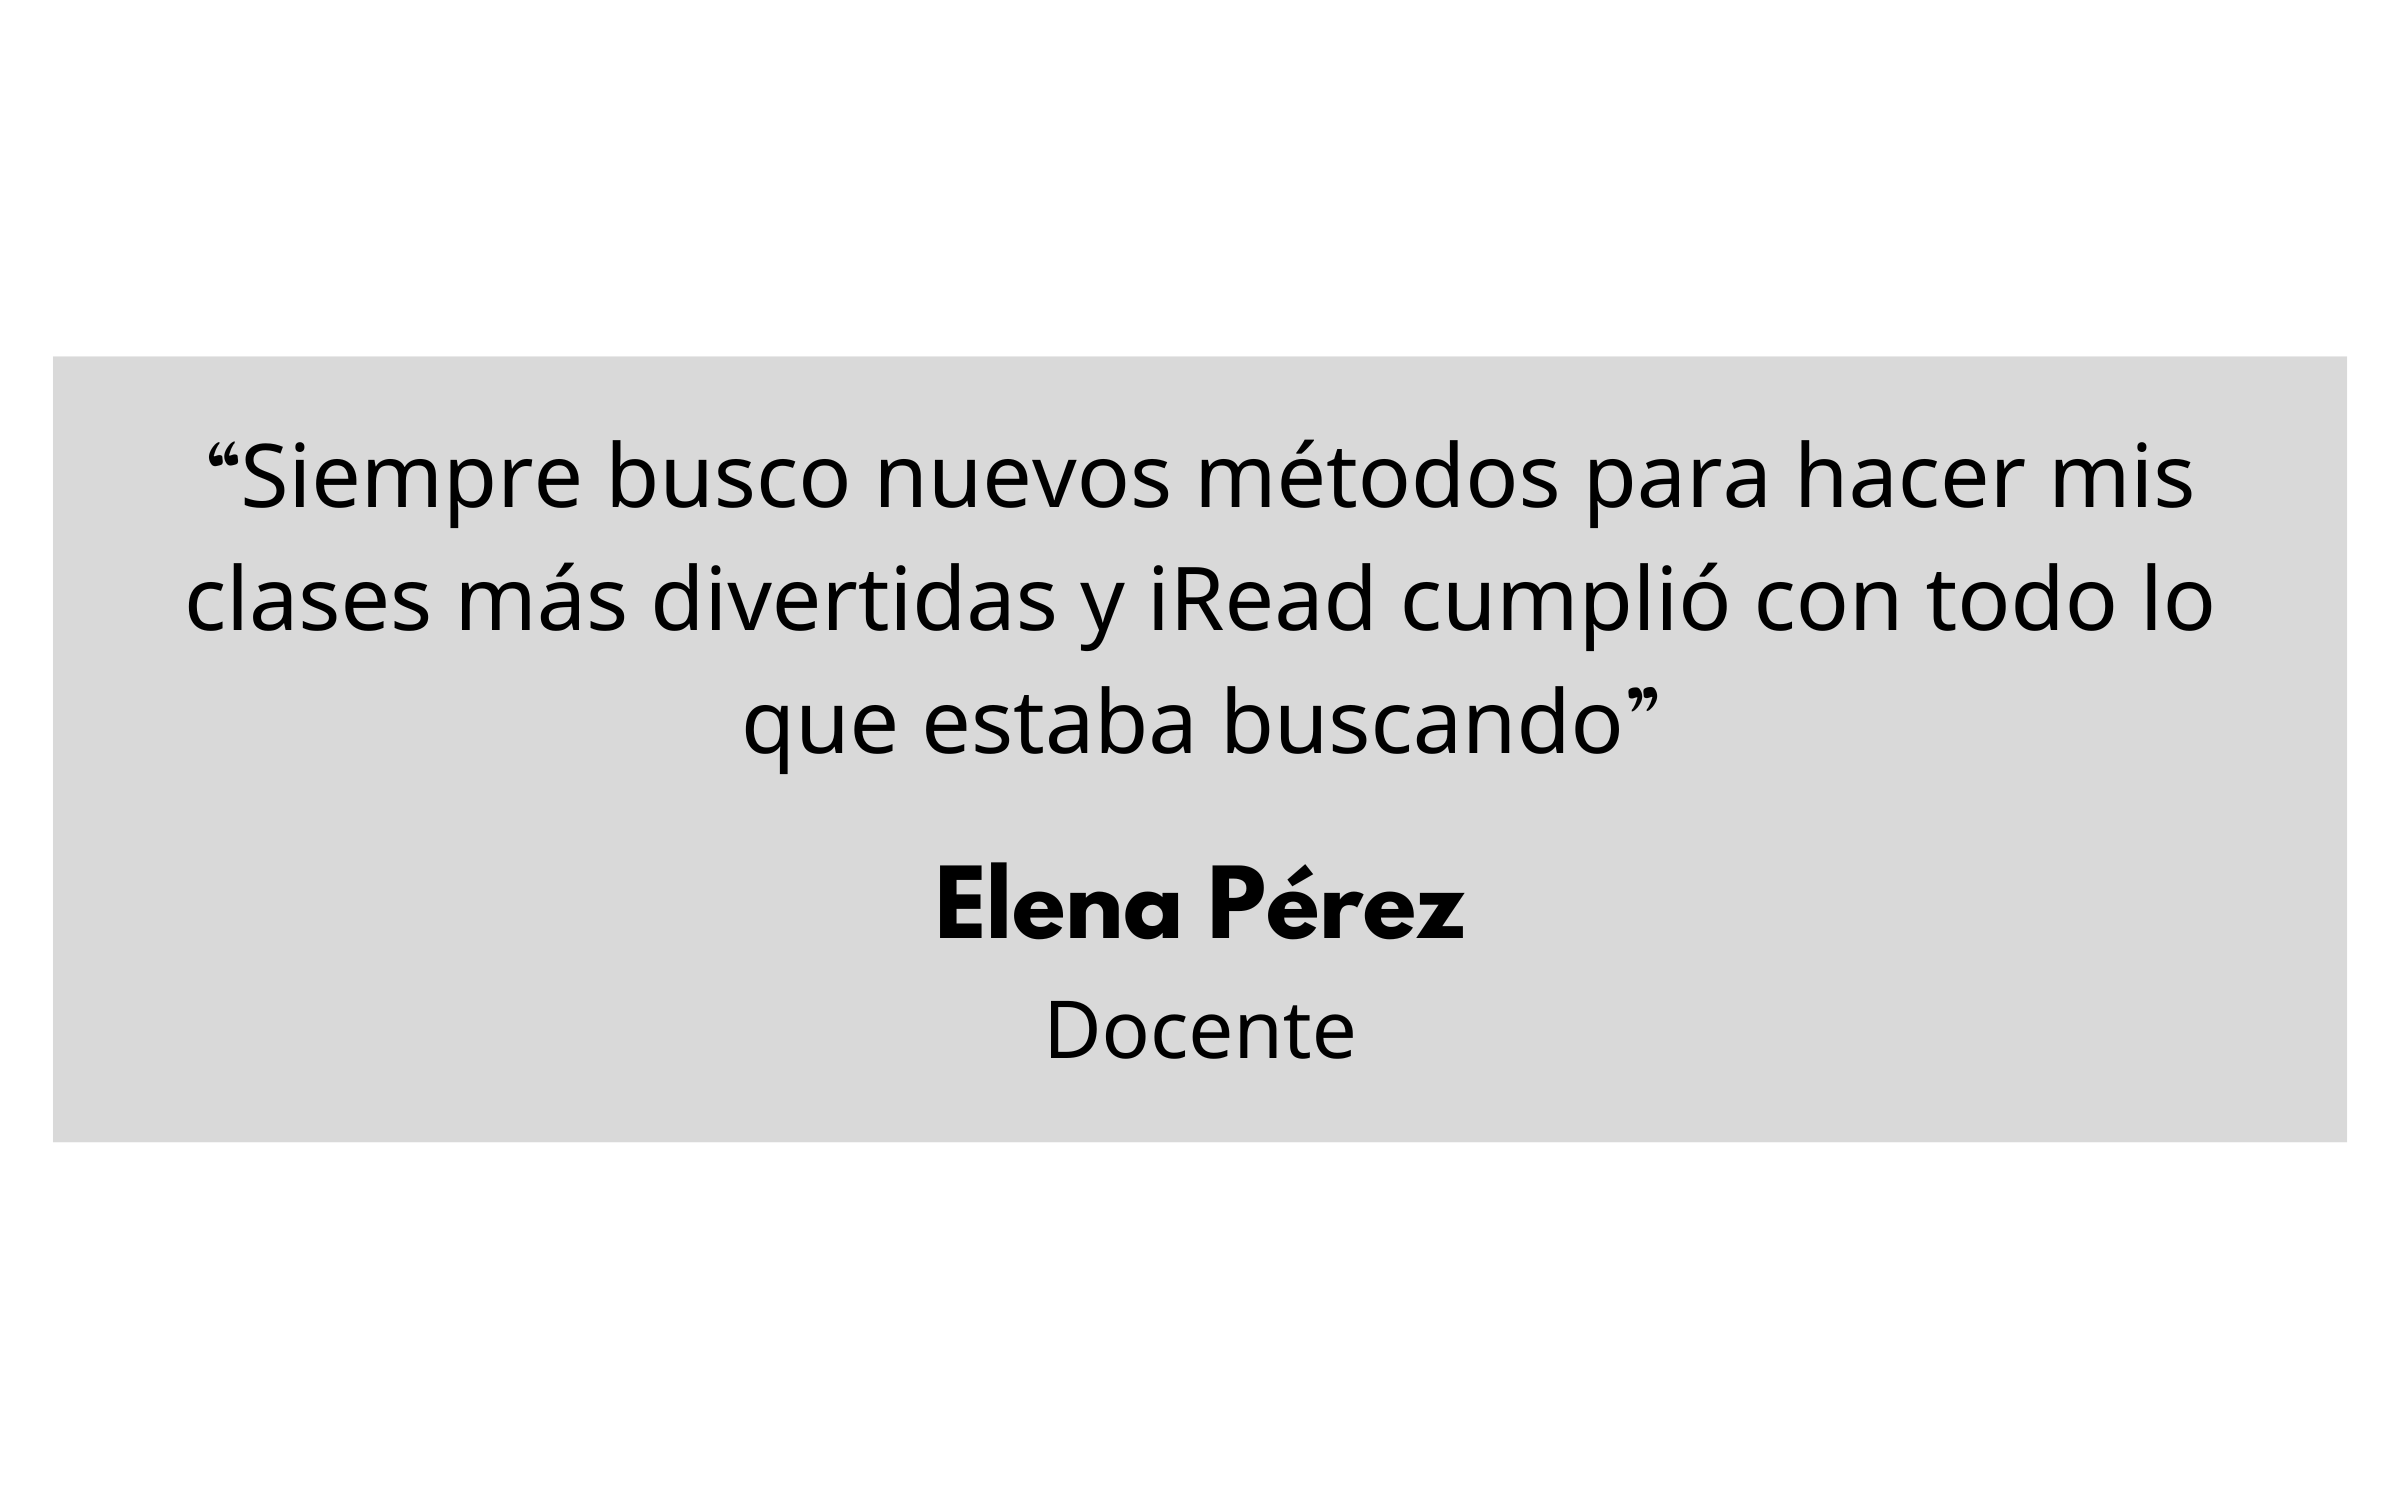 “Siempre busco nuevos métodos para hacer mis
clases más divertidas y iRead cumplió con todo lo
que estaba buscando”
Elena Pérez
Docente